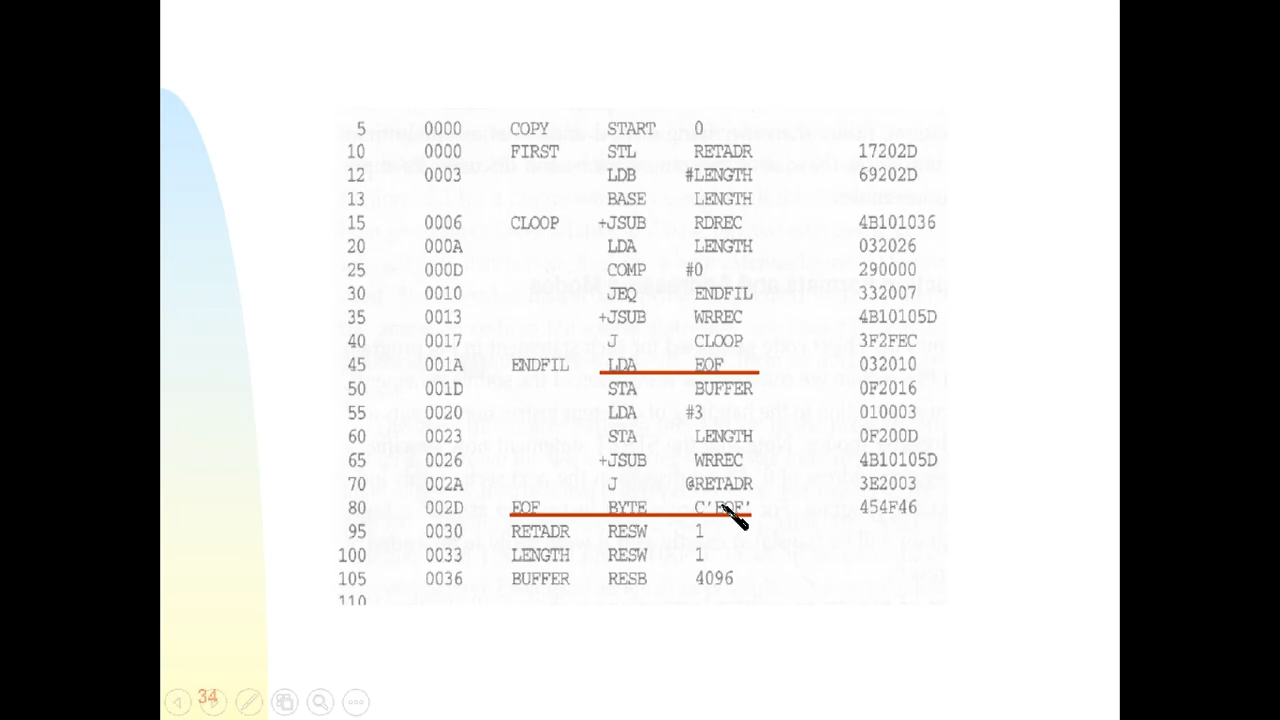 5 0000 COPY START 0
10 0000 FIRST STL RETADR 17202D
12 0003 LDB #LENGTH 69202D
13 BASE LENGTH
15 0006 CLOOP +JSUB RDREC 4B101036
20 000A LDA LENGTH 032026
25 000D COMP #0 290000
30 0010 JEQ ENDFIL 332007
35 0013 +JSUB WRREC 4B10105D
40 0017 J CLOOP 3F2FEC
45 001A ENDFIL LDA EOF 032010
50 001D STA BUFFER 0F2016
55 0020 LDA #3 010003
60 0023 STA LENGTH 0F200D
65 0026 +JSUB WRREC 4B10105D
70 002A J @RETADR 3E2003
80 002D EOF BYTE C'EOF' 454F46
95 0030 RETADR RESW 1
100 0033 LENGTH RESW 1
105 0036 BUFFER RESB 4096
110
34